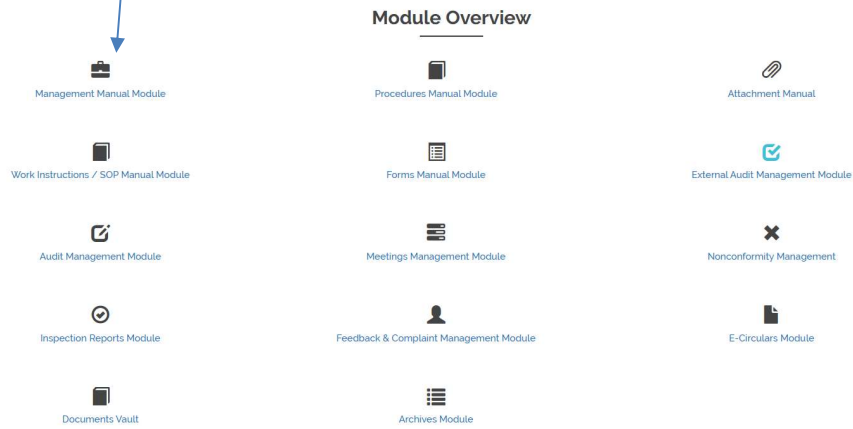 Module Overview
Management Manual Module
Procedures Manual Module
Attachment Manual
Work Instructions / SOP Manual Module
Forms Manual Module
External Audit Management Module
Audit Management Module
Meetings Management Module
Nonconformity Management
Inspection Reports Module
Feedback & Complaint Management Module
E-Circulars Module
Documents Vault
Archives Module